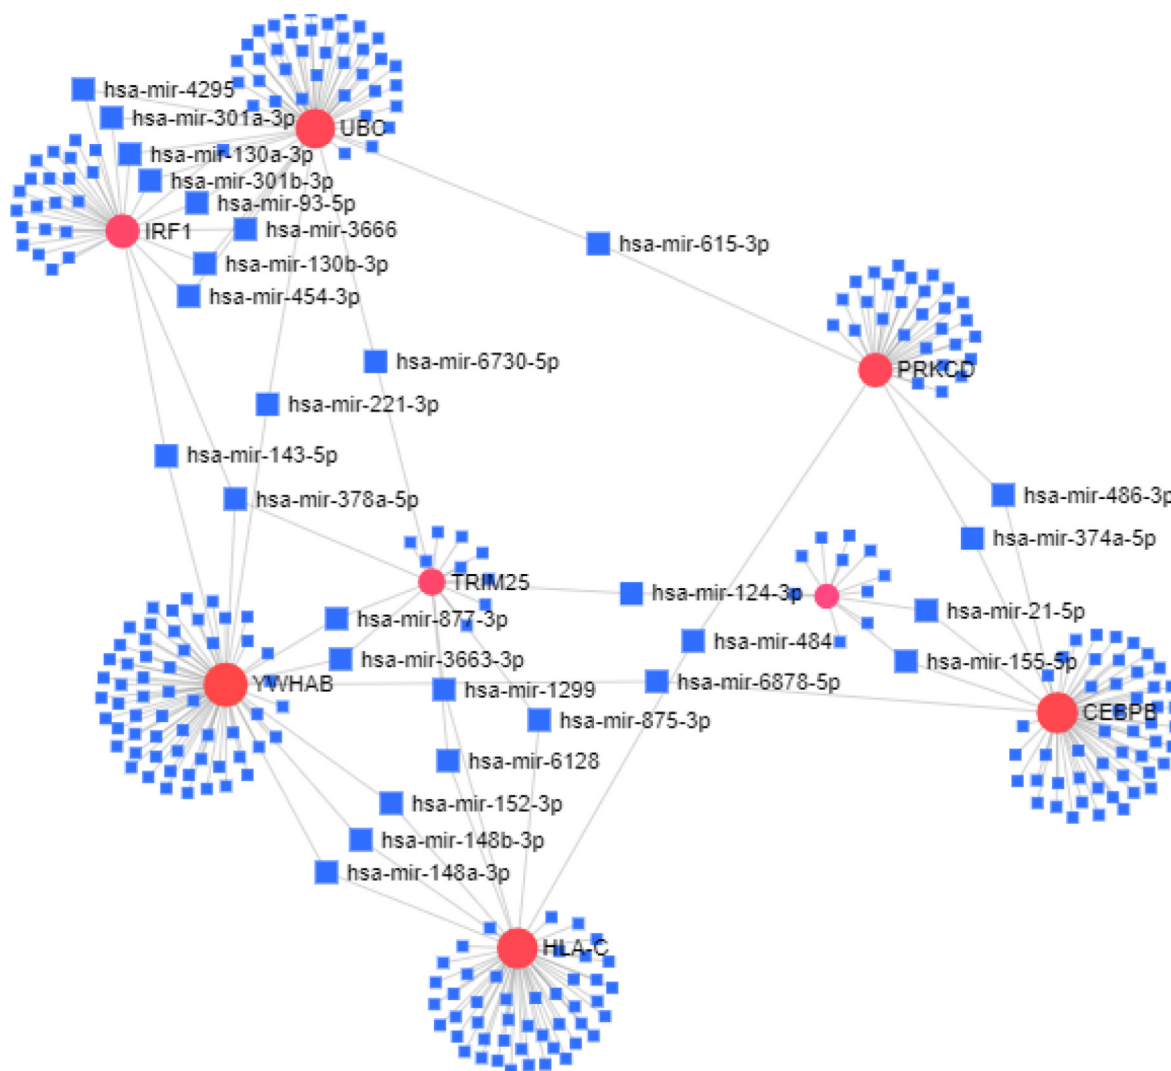 hsa-mir-4295
hsa-mir-301a-3p
UBC
hsa-mir-130a-3p
hsa-mir-301b-3p
hsa-mir-93-5p
IRF1
hsa-mir-3666
hsa-mir-615-3p
hsa-mir-130b-3p
hsa-mir-454-3p
hsa-mir-6730-5p
PRKCD
hsa-mir-221-3p
hsa-mir-143-5p
hsa-mir-378a-5p
hsa-mir-486-3p
hsa-mir-374a-5p
TRIM25
hsa-mir-124-3p
hsa-mir-21-5p
hsa-mir-877-3p
hsa-mir-484
hsa-mir-3663-3p
hsa-mir-155-5p
YWHAB
hsa-mir-1299
hsa-mir-6878-5p
CEBPB
hsa-mir-875-3p
hsa-mir-6128
hsa-mir-152-3p
hsa-mir-148b-3p
hsa-mir-148a-3p
HLA-C